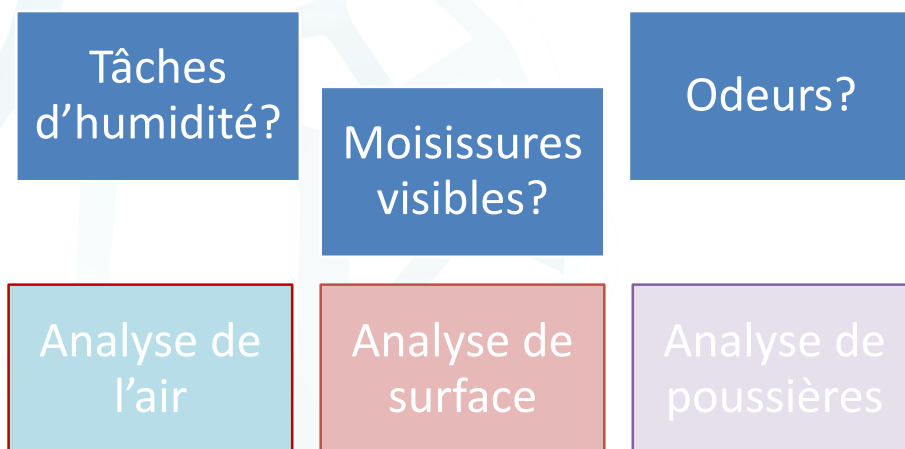 Tâches
d’humidité?
Moisissures
visibles?
Odeurs?
Analyse de
l’air
Analyse de
surface
Analyse de
poussières